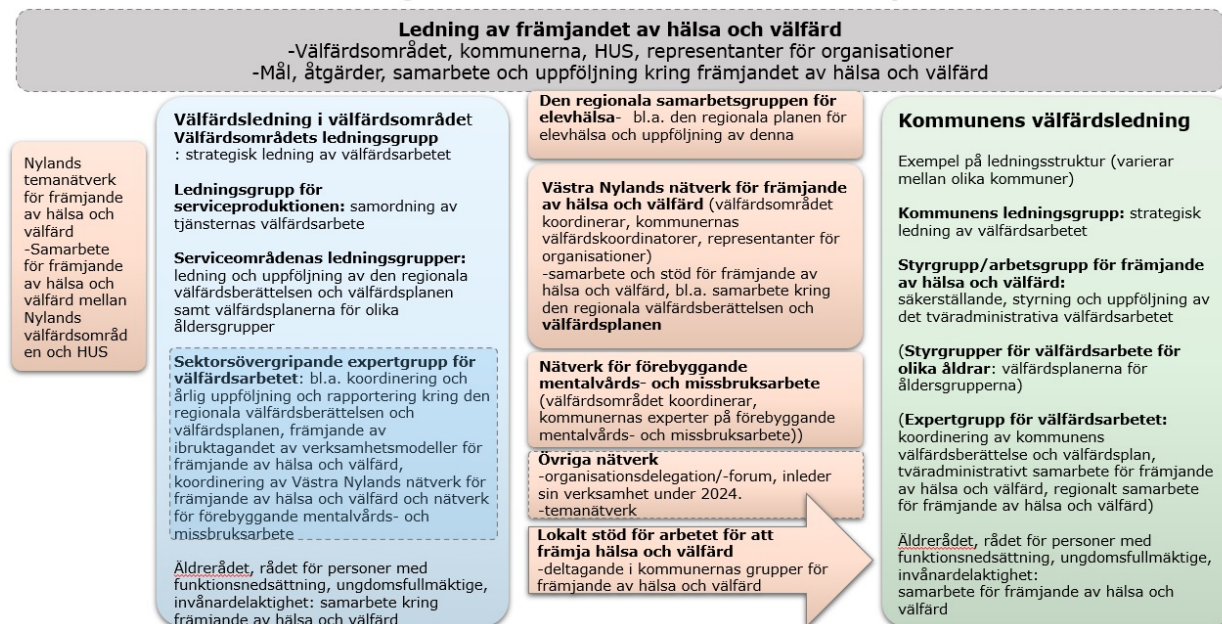 Ledning av främjandet av hälsa och välfärd
-Välfärdsområdet, kommunerna, HUS, representanter för organisationer
-Mål, åtgärder, samarbete och uppföljning kring främjandet av hälsa och välfärd
Nylands
temanätverk
för främjande
av hälsa och
välfärd
-Samarbete
för främjande
av hälsa och
välfärd mellan
Nylands
välfärdsområd
en och HUS
Välfärdsledning i välfärdsområdet
Välfärdsområdets ledningsgrupp
: strategisk ledning av välfärdsarbetet
Ledningsgrupp för
serviceproduktionen: samordning av
tjänsternas välfärdsarbete
Serviceområdenas ledningsgrupper:
ledning och uppföljning av den regionala
välfärdsberättelsen och välfärdsplanen
samt välfärdsplanerna för olika
åldersgrupper
Sektorsövergripande expertgrupp för
välfärdsarbetet: bl.a. koordinering och
årlig uppföljning och rapportering kring den
regionala välfärdsberättelsen och
välfärdsplanen, främjande av
ibruktagandet av verksamhetsmodeller för
främjande av hälsa och välfärd,
koordinering av Västra Nylands nätverk för
främjande av hälsa och välfärd och nätverk
för förebyggande mentalvårds- och
missbruksarbete
Äldrerådet, rådet för personer med
funktionsnedsättning, ungdomsfullmäktige,
invånardelaktighet: samarbete kring
främjande av hälsa och välfärd
Den regionala samarbetsgruppen för
elevhälsa- bl.a. den regionala planen för
elevhälsa och uppföljning av denna
Västra Nylands nätverk för främjande
av hälsa och välfärd (välfärdsområdet
koordinerar, kommunernas
välfärdskoordinatorer, representanter för
organisationer)
-samarbete och stöd för främjande av
hälsa och välfärd, bl.a. samarbete kring
den regionala välfärdsberättelsen och
välfärdsplanen
Nätverk för förebyggande
mentalvårds- och missbruksarbete
(välfärdsområdet koordinerar,
kommunernas experter på förebyggande
mentalvårds- och missbruksarbete))
Övriga nätverk
-organisationsdelegation/-forum, inleder
sin verksamhet under 2024.
-temanätverk
Lokalt stöd för arbetet för att
främja hälsa och välfärd
-deltagande i kommunernas grupper för
främjande av hälsa och välfärd
Kommunens välfärdsledning
Exempel på ledningsstruktur (varierar
mellan olika kommuner)
Kommunens ledningsgrupp: strategisk
ledning av välfärdsarbetet
Styrgrupp/arbetsgrupp för främjande
av hälsa och välfärd:
säkerställande, styrning och uppföljning av
det tväradministrativa välfärdsarbetet
(Styrgrupper för välfärdsarbete för
olika åldrar: välfärdsplanerna för
åldersgrupperna)
(Expertgrupp för välfärdsarbetet:
koordinering av kommunens
välfärdsberättelse och välfärdsplan,
tväradministrativt samarbete för främjande
av hälsa och välfärd, regionalt samarbete
för främjande av hälsa och välfärd)
Äldrerådet, rådet för personer med
funktionsnedsättning, ungdomsfullmäktige,
invånardelaktighet:
samarbete för främjande av hälsa och
välfärd